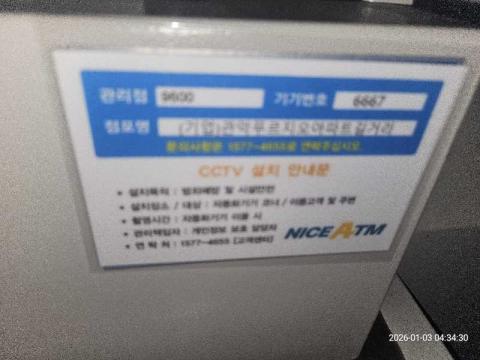 관리점 9600 기기번호 6667
점포명 (기업)관악푸르지오아파트길거리
문의사항은 1577-4655로 연락주십시오.
CCTV 설치 안내문
• 설치목적 : 범죄예방 및 시설안전
• 설치장소 / 대상 : 자동화기기 코너 / 이용고객 및 주변
• 촬영시간 : 자동화기기 이용 시
• 관리책임자 : 개인정보 보호 담당자
• 연 락 처 : 1577-4655 [고객센터]
NICE ATM
2026-01-03 04:34:30